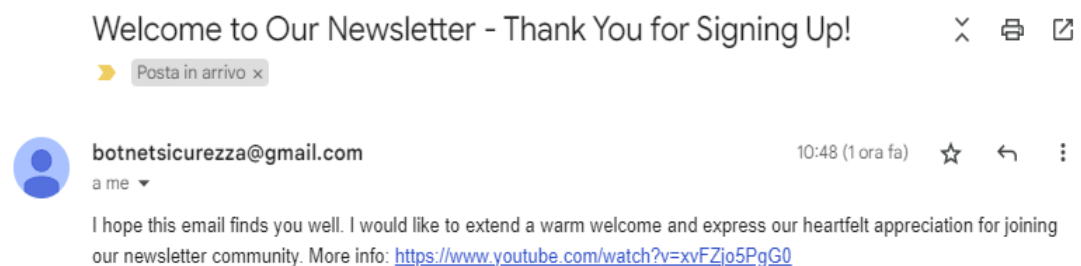 Welcome to Our Newsletter - Thank You for Signing Up!
Posta in arrivo ×
botnetsicurezza@gmail.com
10:48 (1 ora fa)
a me
I hope this email finds you well. I would like to extend a warm welcome and express our heartfelt appreciation for joining
our newsletter community. More info: https://www.youtube.com/watch?v=xvFZjo5PgG0